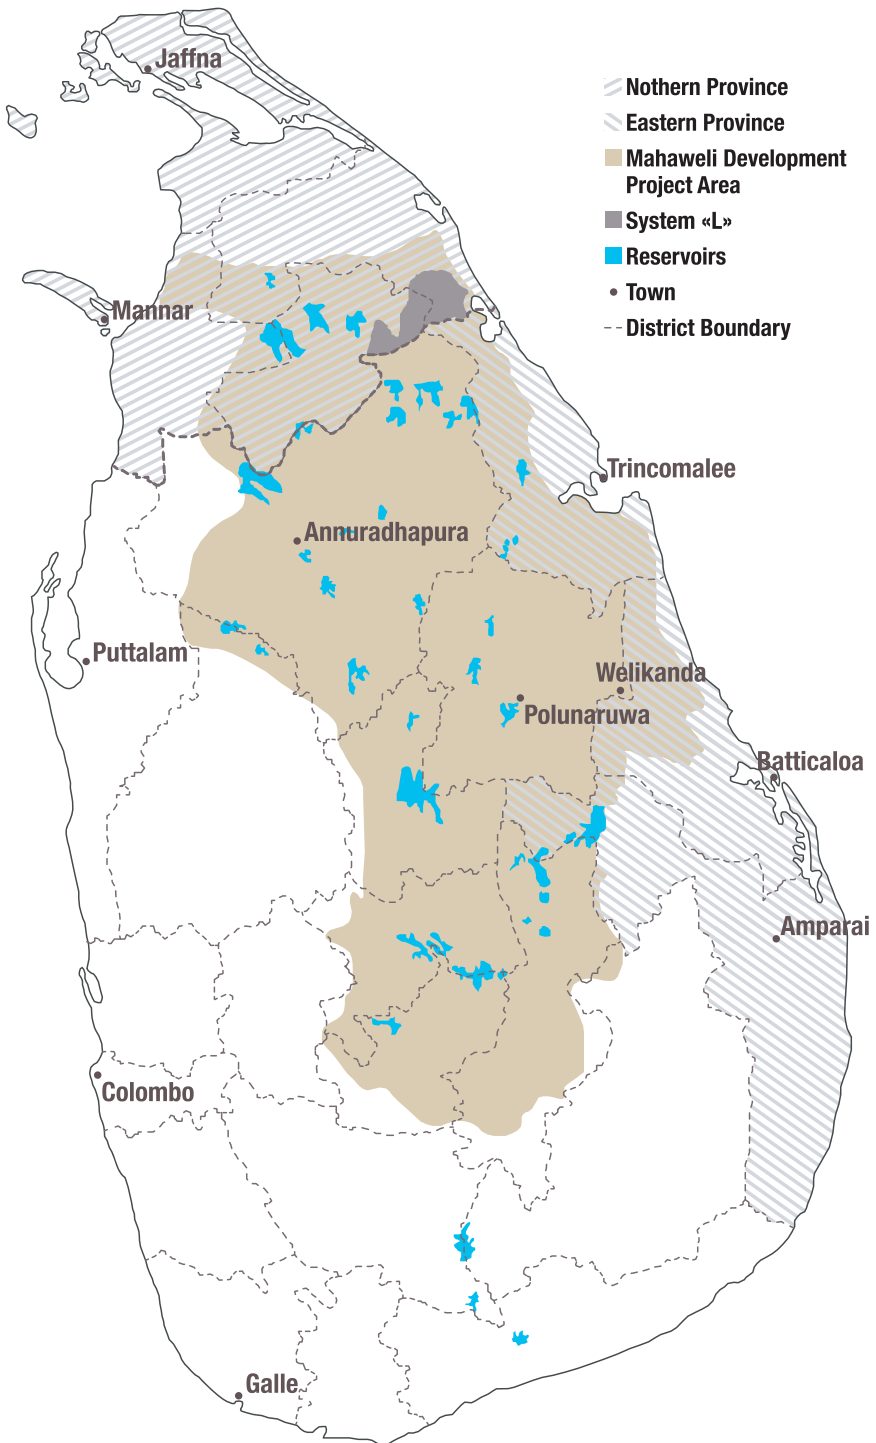 Jaffna
Nothern Province
Eastern Province
Mahaweli Development
Project Area
System «L»
Reservoirs
Town
District Boundary
Mannar
Trincomalee
Annuradhapura
Puttalam
Welikanda
Polunaruwa
Batticaloa
Amparai
Colombo
Galle